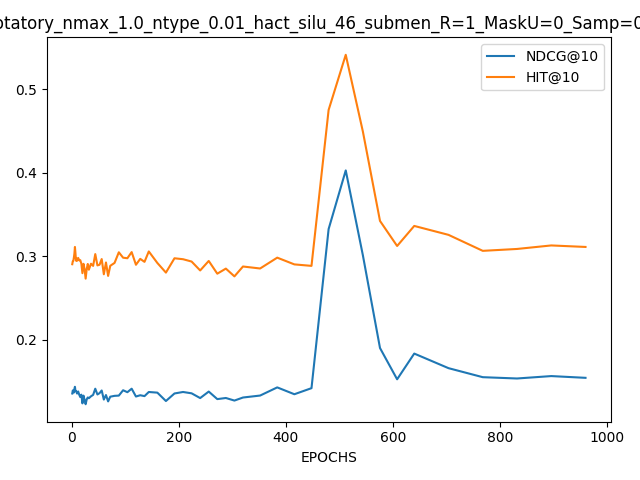 otatory_nmax_1.0_ntype_0.01_hact_silu_46_submen_R=1_MaskU=0_Samp=0
NDCG@10
HIT@10
0.5
0.4
0.3
0.2
0 200 400 600 800 1000
EPOCHS